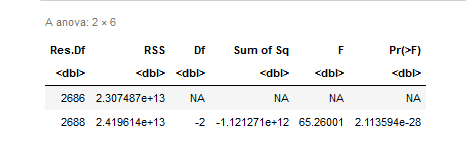 A anova: 2 × 6
Res.Df RSS Df Sum of Sq F Pr(>F)
<dbl> <dbl> <dbl> <dbl> <dbl> <dbl>
2686 2.307487e+13 NA NA NA NA
2688 2.419614e+13 -2 -1.121271e+12 65.26001 2.113594e-28